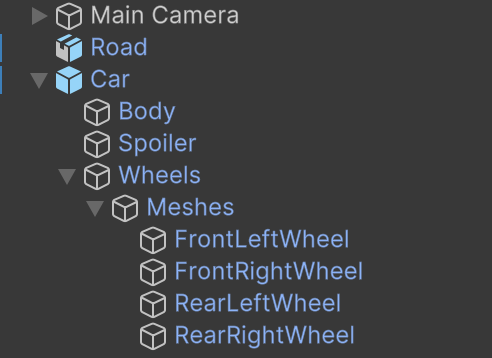 Main Camera
Road
Car
Body
Spoiler
Wheels
Meshes
FrontLeftWheel
FrontRightWheel
RearLeftWheel
RearRightWheel